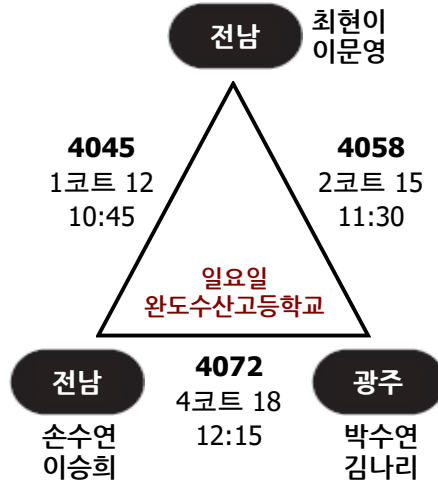 전남
최현이
이문영
4045
1코트 12
10:45
4058
2코트 15
11:30
일요일
완도수산고등학교
전남
손수연
이승희
4072
4코트 18
12:15
광주
박수연
김나리